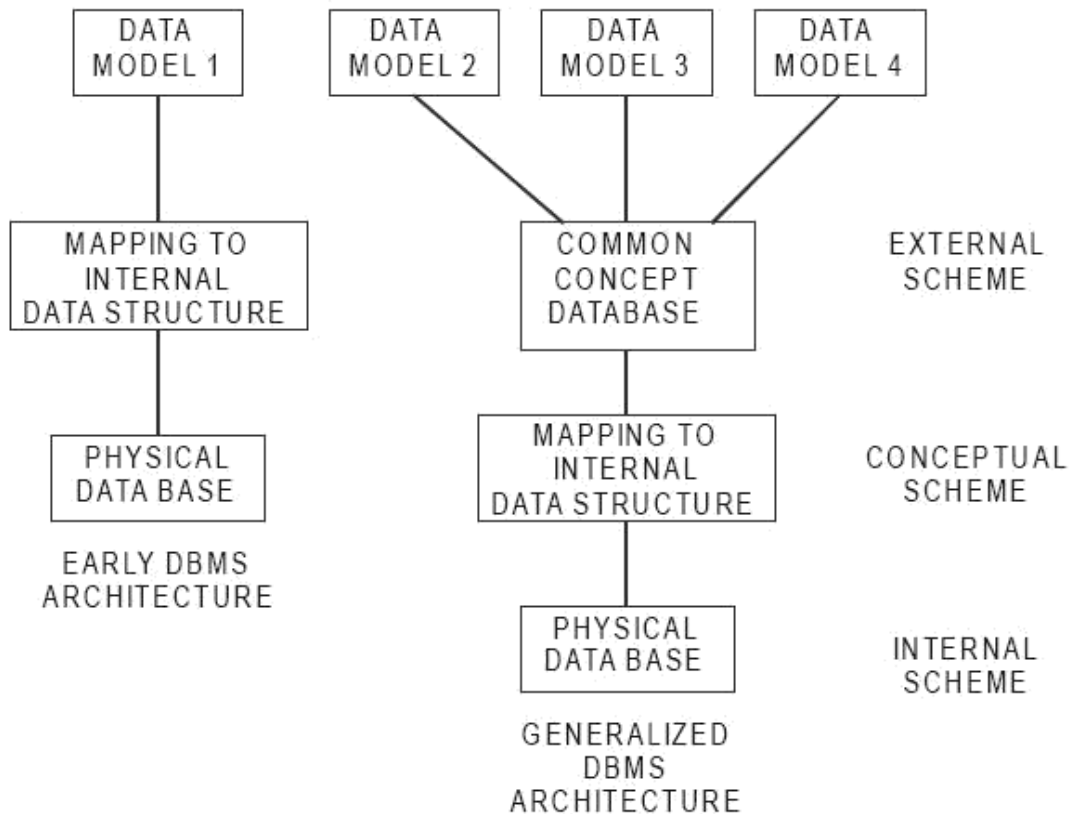 DATA
MODEL 1
DATA
MODEL 2
DATA
MODEL 3
DATA
MODEL 4
MAPPING TO
INTERNAL
DATA STRUCTURE
COMMON
CONCEPT
DATABASE
EXTERNAL
SCHEME
PHYSICAL
DATA BASE
MAPPING TO
INTERNAL
DATA STRUCTURE
CONCEPTUAL
SCHEME
EARLY DBMS
ARCHITECTURE
PHYSICAL
DATA BASE
INTERNAL
SCHEME
GENERALIZED
DBMS
ARCHITECTURE